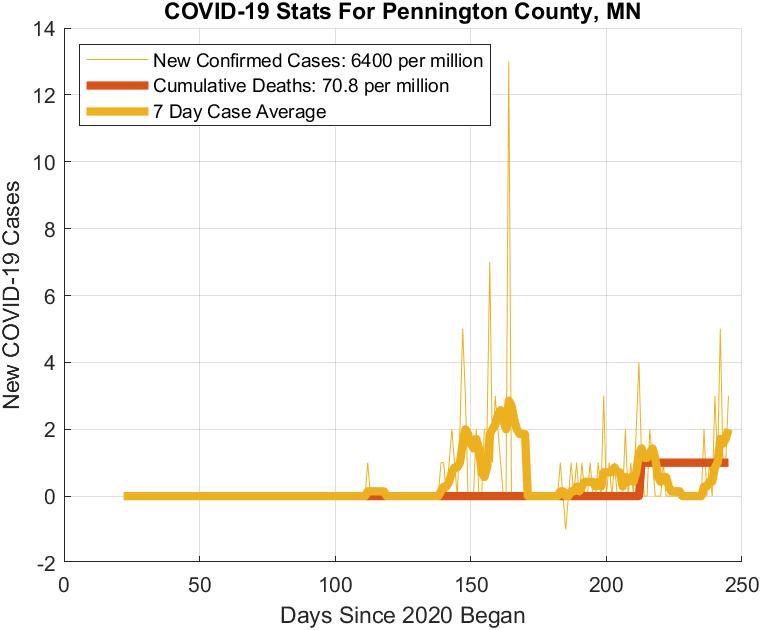 COVID-19 Stats For Pennington County, MN
New Confirmed Cases: 6400 per million
Cumulative Deaths: 70.8 per million
7 Day Case Average
New COVID-19 Cases
14
12
10
8
6
4
2
0
-2
0 50 100 150 200 250
Days Since 2020 Began